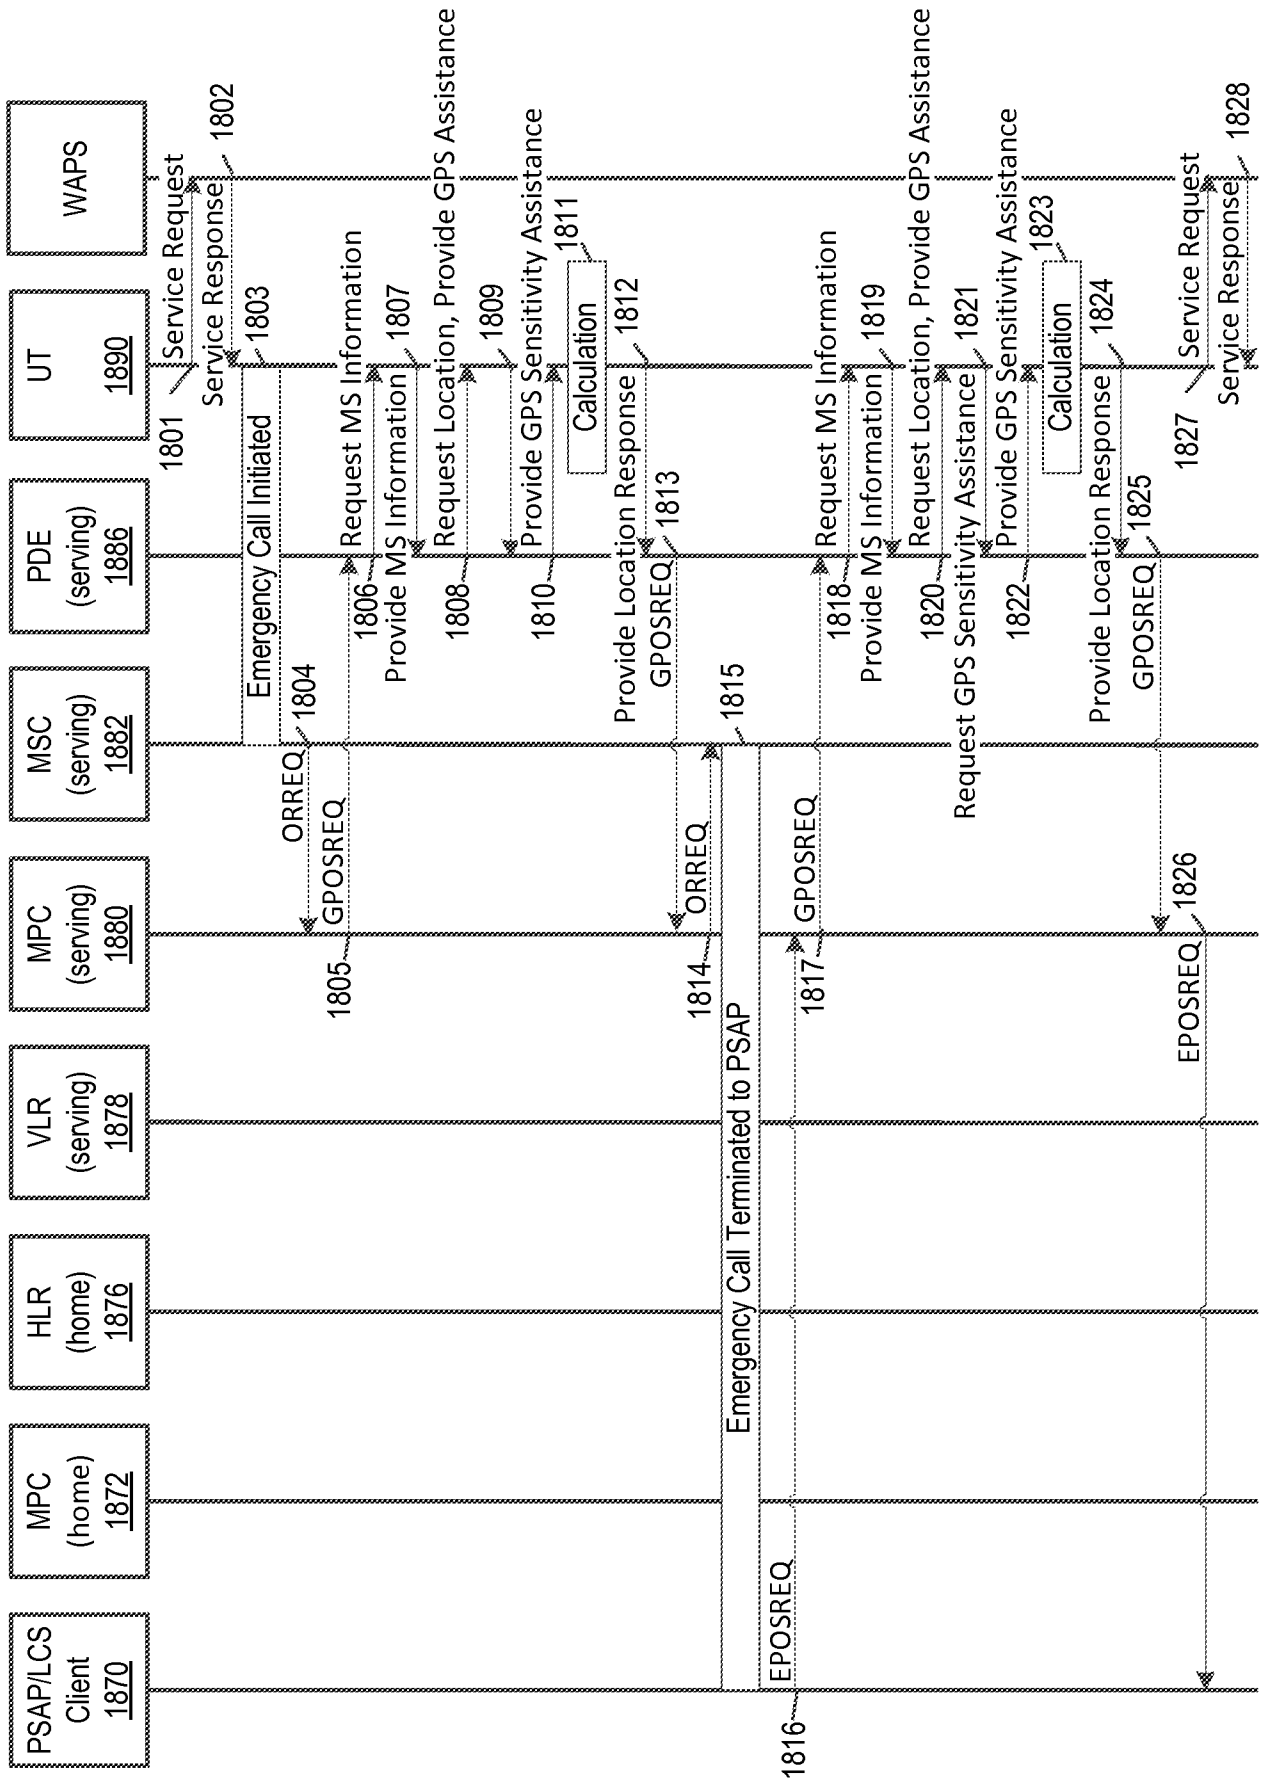 PSAP/LCS
Client
1870
MPC
(home)
1872
HLR
(home)
1876
VLR
(serving)
1878
MPC
(serving)
1880
MSC
(serving)
1882
PDE
(serving)
1886
UT
1890
WAPS
1801
Service Request
Service Response
1802
Emergency Call Initiated
1803
ORREQ
1804
GPOSREQ
1805
Request MS Information
1806
Provide MS Information
1807
Request Location, Provide GPS Assistance
1808
1809
Provide GPS Sensitivity Assistance
1810
Calculation
1811
Provide Location Response
1812
GPOSREQ
1813
ORREQ
1814
Emergency Call Terminated to PSAP
1815
EPOSREQ
1816
GPOSREQ
1817
Request MS Information
1818
Provide MS Information
1819
Request Location, Provide GPS Assistance
1820
Request GPS Sensitivity Assistance
1821
Provide GPS Sensitivity Assistance
1822
Calculation
1823
Provide Location Response
1824
GPOSREQ
1825
EPOSREQ
1826
Service Request
1827
Service Response
1828